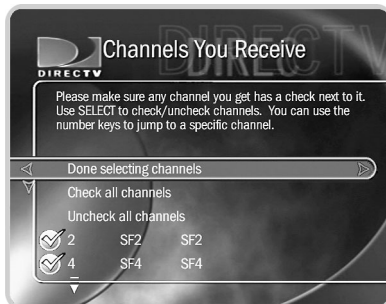 DIRECTV
Channels You Receive
DIRECTV
Please make sure any channel you get has a check next to it.
Use SELECT to check/uncheck channels. You can use the
number keys to jump to a specific channel.
Done selecting channels
Check all channels
Uncheck all channels
2 SF2 SF2
4 SF4 SF4